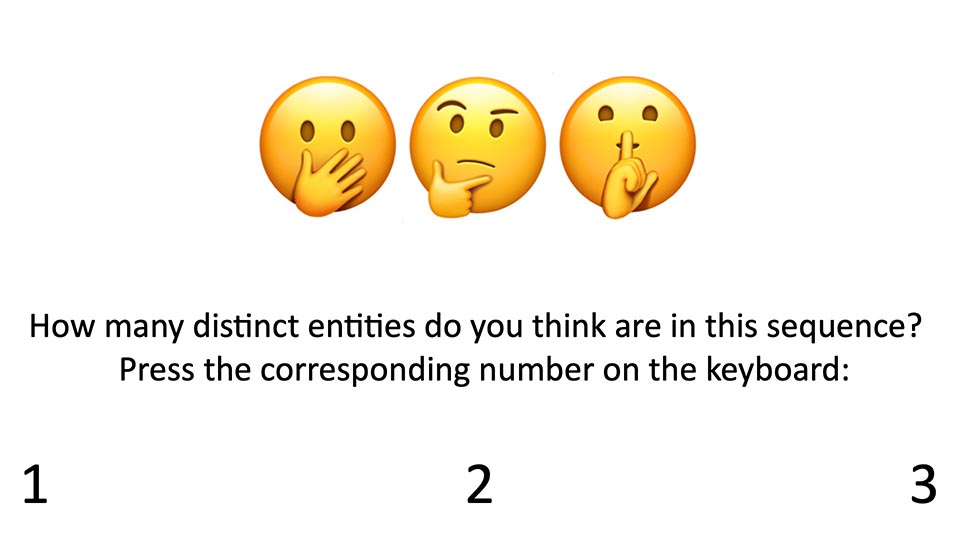 How many distinct entities do you think are in this sequence?
Press the corresponding number on the keyboard:
1 2 3